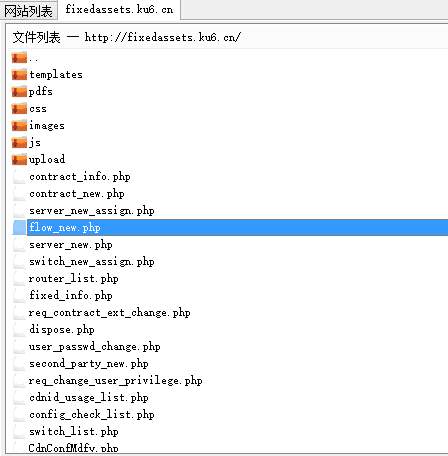 网站列表 fixedassets.ku6.cn
文件列表 — http://fixedassets.ku6.cn/
..
templates
pdfs
css
images
js
upload
contract_info.php
contract_new.php
server_new_assign.php
flow_new.php
server_new.php
switch_new_assign.php
router_list.php
fixed_info.php
req_contract_ext_change.php
dispose.php
user_passwd_change.php
second_party_new.php
req_change_user_privilege.php
cdnid_usage_list.php
config_check_list.php
switch_list.php
CdnConfMdfy.php